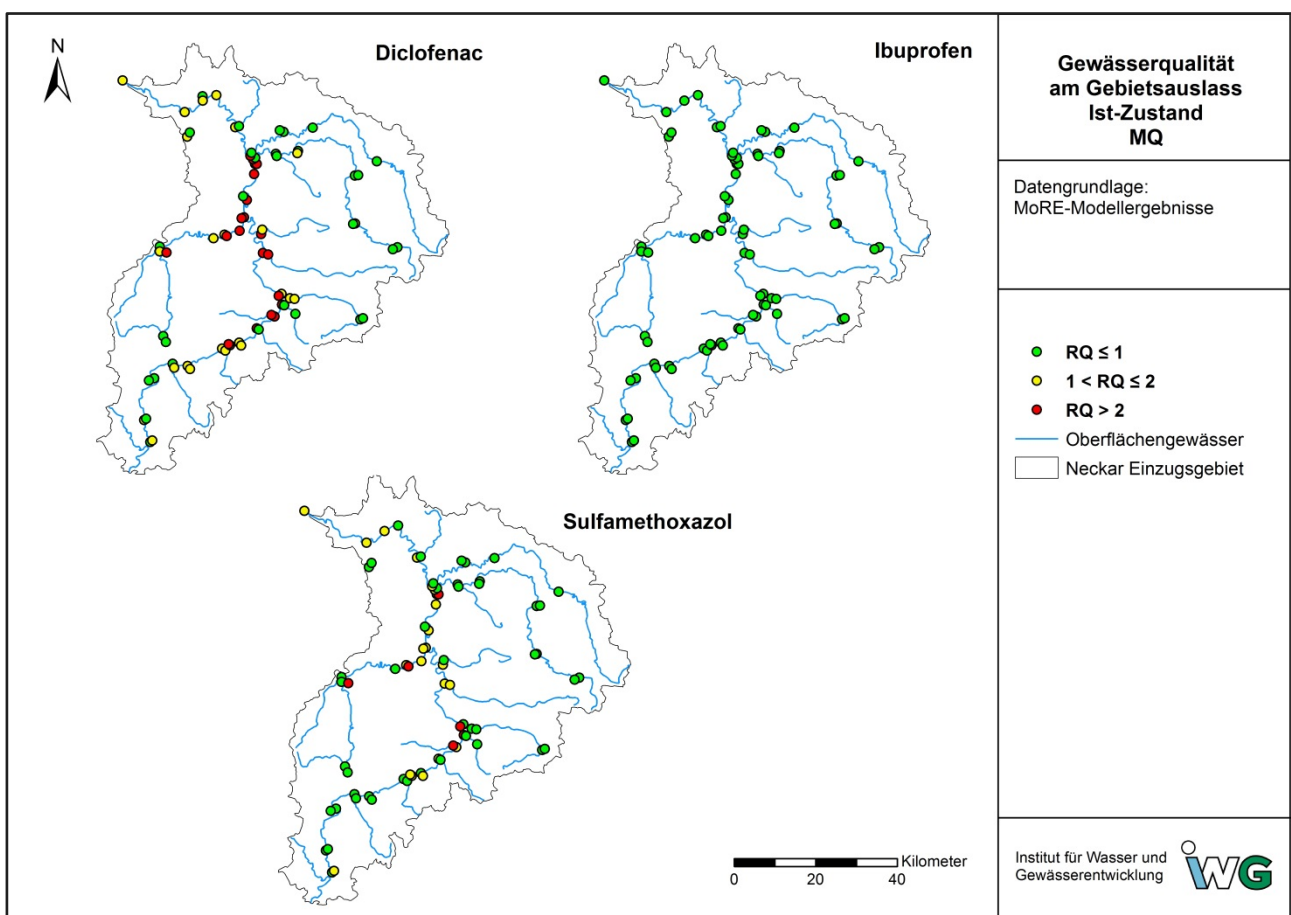 N
Diclofenac
Ibuprofen
Sulfamethoxazol
Kilometer
0 20 40
Gewässerqualität
am Gebietsauslass
Ist-Zustand
MQ
Datengrundlage:
MoRE-Modellergebnisse
RQ ≤ 1
1 < RQ ≤ 2
RQ > 2
Oberflächengewässer
Neckar Einzugsgebiet
Institut für Wasser und
Gewässerentwicklung
iWG